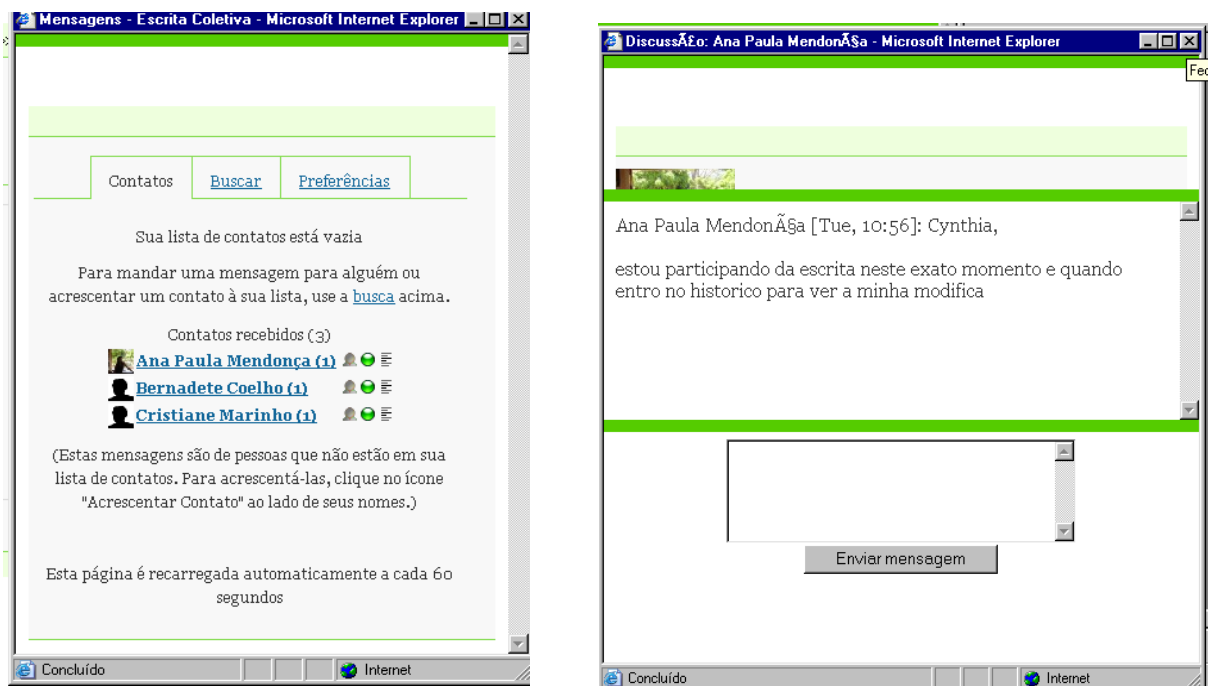 Mensagens - Escrita Coletiva - Microsoft Internet Explorer
Contatos Buscar Preferências
Sua lista de contatos está vazia
Para mandar uma mensagem para alguém ou
acrescentar um contato à sua lista, use a busca acima.
Contatos recebidos (3)
Ana Paula Mendonça (1)
Bernadete Coelho (1)
Cristiane Marinho (1)
(Estas mensagens são de pessoas que não estão em sua
lista de contatos. Para acrescentá-las, clique no ícone
"Acrescentar Contato" ao lado de seus nomes.)
Esta página é recarregada automaticamente a cada 60
segundos
Concluído Internet
DiscussÃ£o: Ana Paula MendonÃ§a - Microsoft Internet Explorer
Ana Paula MendonÃ§a [Tue, 10:56]: Cynthia,
estou participando da escrita neste exato momento e quando
entro no historico para ver a minha modifica
Enviar mensagem
Concluído Internet